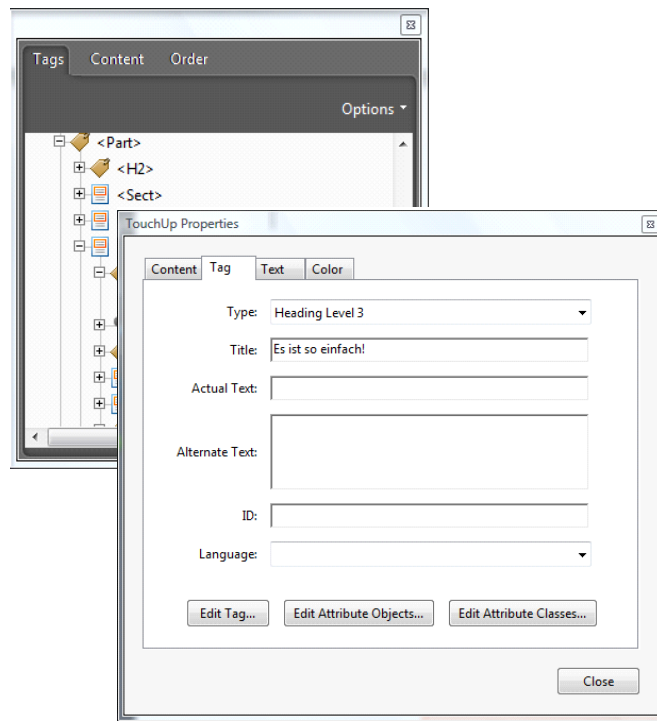 Tags Content Order
Options
<Part>
<H2>
<Sect>
TouchUp Properties
Content Tag Text Color
Type: Heading Level 3
Title: Es ist so einfach!
Actual Text:
Alternate Text:
ID:
Language:
Edit Tag... Edit Attribute Objects... Edit Attribute Classes...
Close